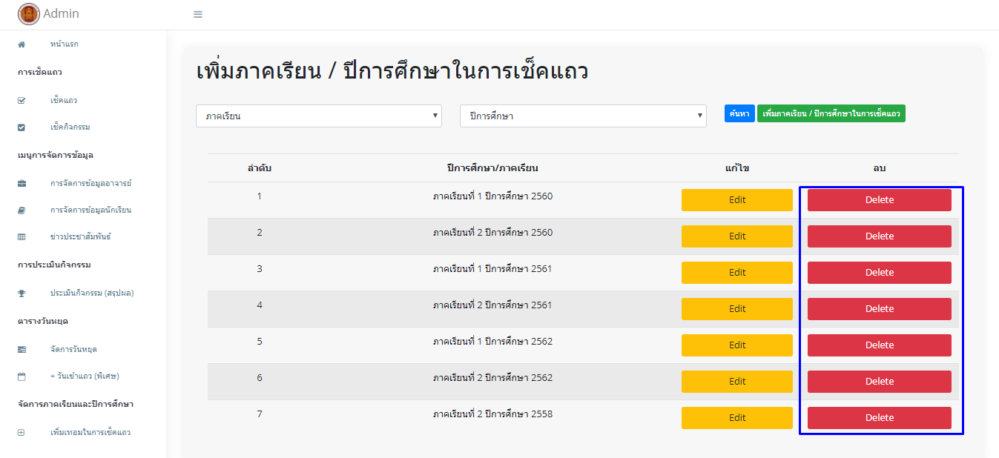 Admin
หน้าแรก
การเช็คแถว
เช็คแถว
เช็คกิจกรรม
เมนูการจัดการข้อมูล
การจัดการข้อมูลอาจารย์
การจัดการข้อมูลนักเรียน
ข่าวประชาสัมพันธ์
การประเมินกิจกรรม
ประเมินกิจกรรม (สรุปผล)
ตารางวันหยุด
จัดการวันหยุด
+ วันเข้าแถว (พิเศษ)
จัดการภาคเรียนและปีการศึกษา
เพิ่มเทอมในการเช็คแถว
เพิ่มภาคเรียน / ปีการศึกษาในการเช็คแถว
ภาคเรียน ปีการศึกษา ค้นหา เพิ่มภาคเรียน / ปีการศึกษาในการเช็คแถว
ลำดับ ปีการศึกษา/ภาคเรียน แก้ไข ลบ
1 ภาคเรียนที่ 1 ปีการศึกษา 2560 Edit Delete
2 ภาคเรียนที่ 2 ปีการศึกษา 2560 Edit Delete
3 ภาคเรียนที่ 1 ปีการศึกษา 2561 Edit Delete
4 ภาคเรียนที่ 2 ปีการศึกษา 2561 Edit Delete
5 ภาคเรียนที่ 1 ปีการศึกษา 2562 Edit Delete
6 ภาคเรียนที่ 2 ปีการศึกษา 2562 Edit Delete
7 ภาคเรียนที่ 2 ปีการศึกษา 2558 Edit Delete